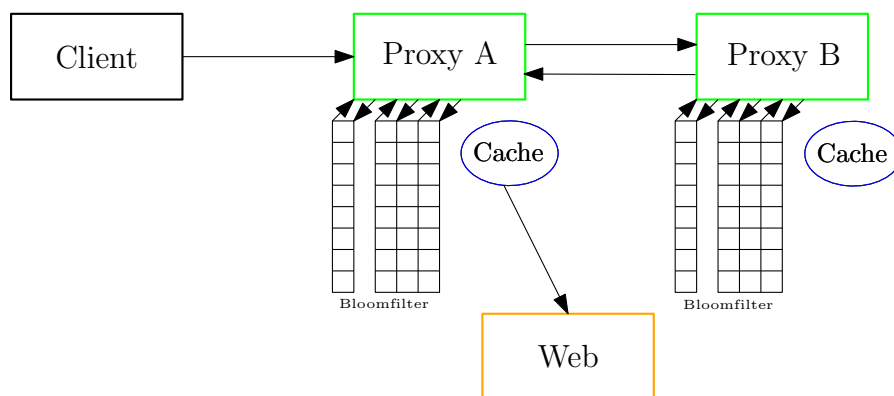 Client
Proxy A
Proxy B
Cache
Cache
Bloomfilter
Bloomfilter
Web